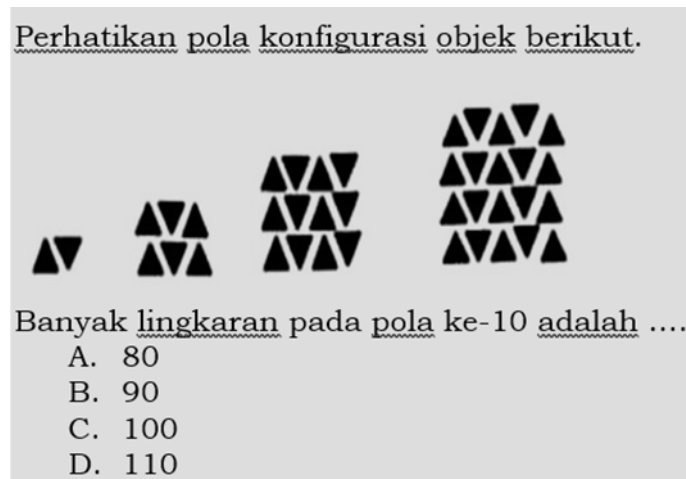 Perhatikan pola konfigurasi objek berikut.
Banyak lingkaran pada pola ke-10 adalah ....
A. 80
B. 90
C. 100
D. 110